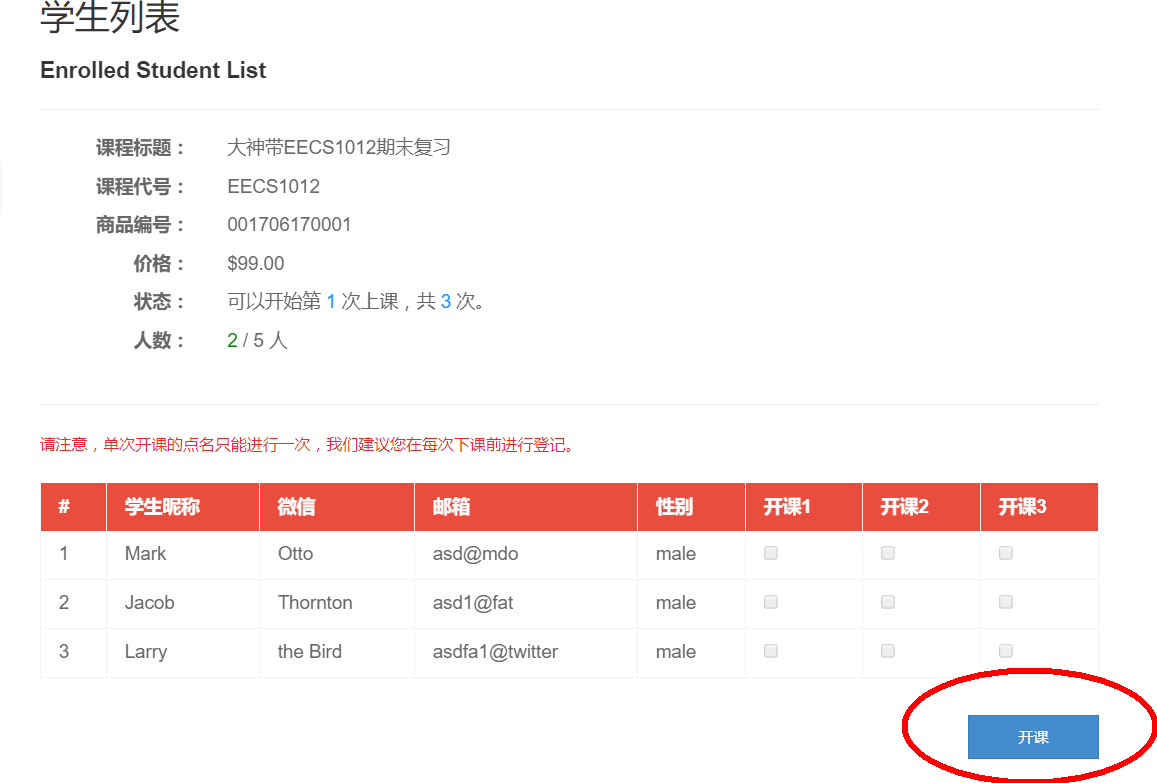 学生列表
Enrolled Student List
课程标题： 大神带EECS1012期末复习
课程代号： EECS1012
商品编号： 001706170001
价格： $99.00
状态： 可以开始第 1 次上课，共 3 次。
人数： 2 / 5 人
请注意，单次开课的点名只能进行一次，我们建议您在每次下课前进行登记。
# 学生昵称 微信 邮箱 性别 开课1 开课2 开课3
1 Mark Otto asd@mdo male
2 Jacob Thornton asd1@fat male
3 Larry the Bird asdfa1@twitter male
开课